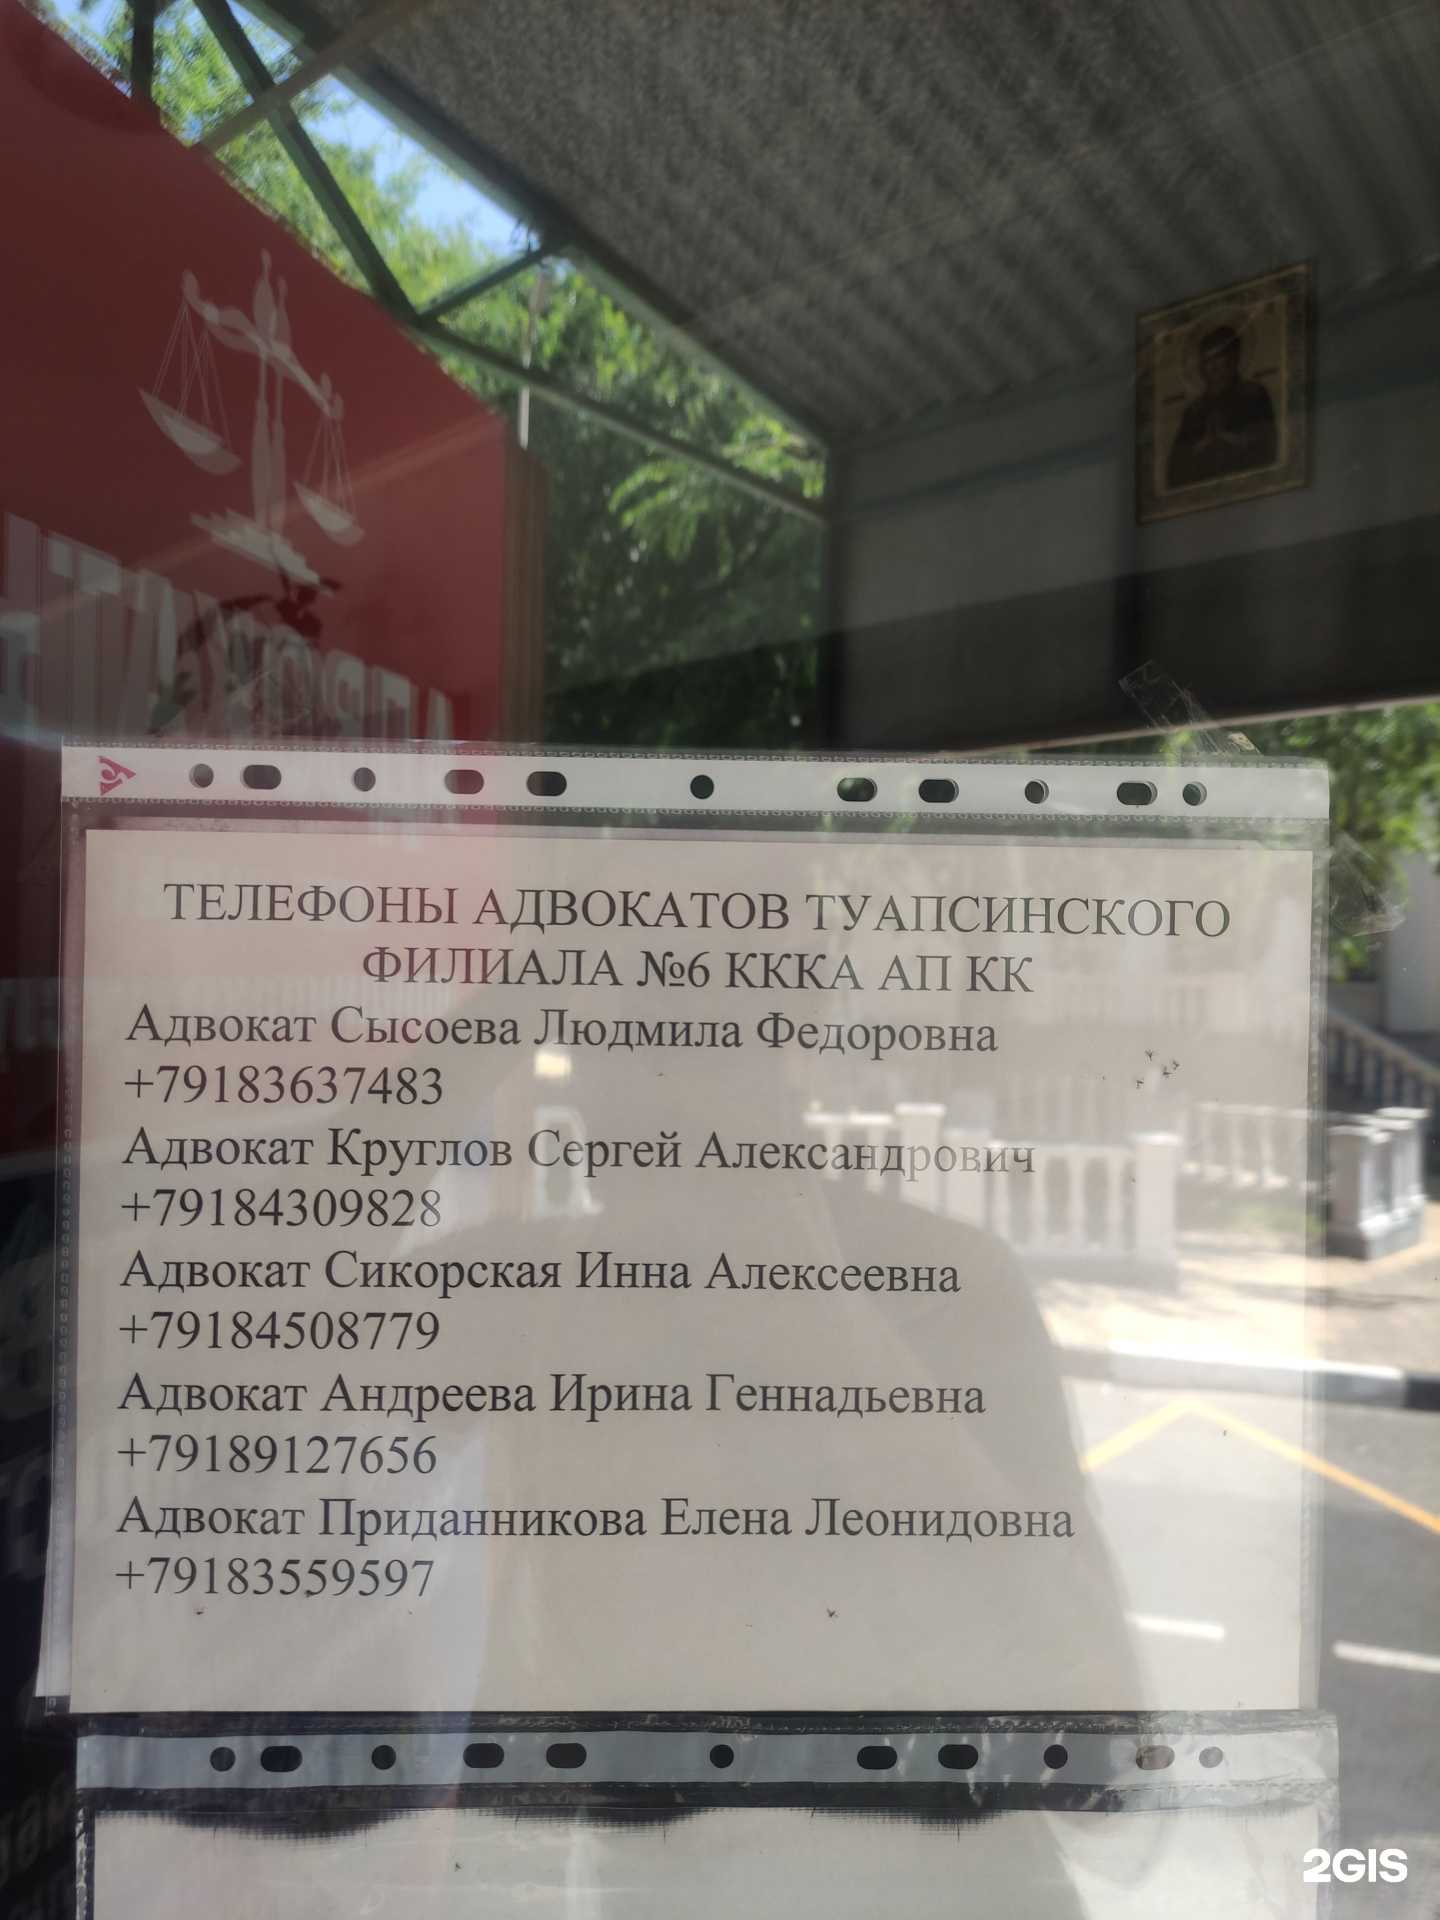 ТЕЛЕФОНЫ АДВОКАТОВ ТУАПСИНСКОГО
ФИЛИАЛА №6 КККА АП КК
Адвокат Сысоева Людмила Федоровна
+79183637483
Адвокат Круглов Сергей Александрович
+79184309828
Адвокат Сикорская Инна Алексеевна
+79184508779
Адвокат Андреева Ирина Геннадьевна
+79189127656
Адвокат Приданникова Елена Леонидовна
+79183559597
2GIS